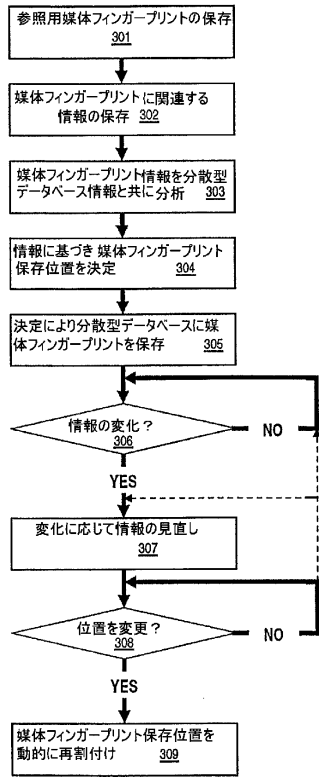 参照用媒体フィンガープリントの保存
301
媒体フィンガープリントに関連する
情報の保存 302
媒体フィンガープリント情報を分散型
データベース情報と共に分析 303
情報に基づき媒体フィンガープリント
保存位置を決定 304
決定により分散型データベースに媒
体フィンガープリントを保存 305
情報の変化？
306
NO
YES
変化に応じて情報の見直し
307
位置を変更？
308
NO
YES
媒体フィンガープリント保存位置を
動的に再割付け 309